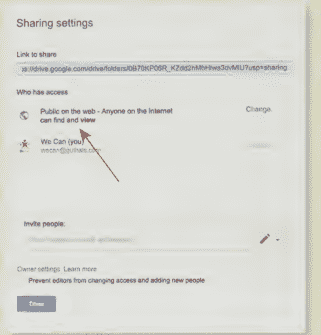 Sharing settings
Link to share
Who has access
Public on the web - Anyone on the Internet
can find and view
Change.
We Can (you)
Invite people:
Owner settings Learn more
Prevent editors from changing access and adding new people